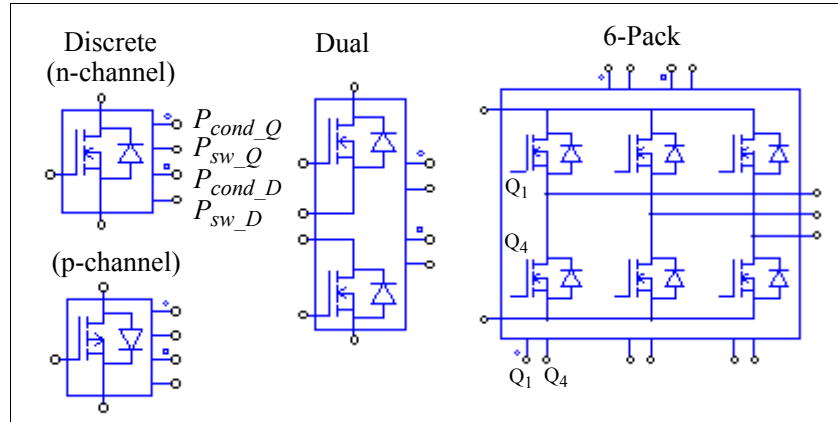 Discrete
(n-channel)
P_cond_Q
P_sw_Q
P_cond_D
P_sw_D
(p-channel)
Dual
6-Pack
Q₁
Q₄
Q₁ Q₄